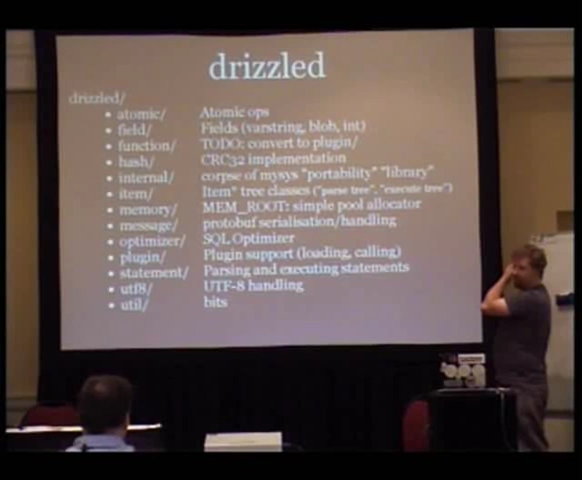 drizzled
drizzled/
• atomic/ Atomic ops
• field/ Fields (varstring, blob, int)
• function/ TODO: convert to plugin/
• hash/ CRC32 implementation
• internal/ corpse of mysys "portability" "library"
• item/ Item* tree classes ("parse tree", "execute tree")
• memory/ MEM_ROOT: simple pool allocator
• message/ protobuf serialisation/handling
• optimizer/ SQL Optimizer
• plugin/ Plugin support (loading, calling)
• statement/ Parsing and executing statements
• utf8/ UTF-8 handling
• util/ bits